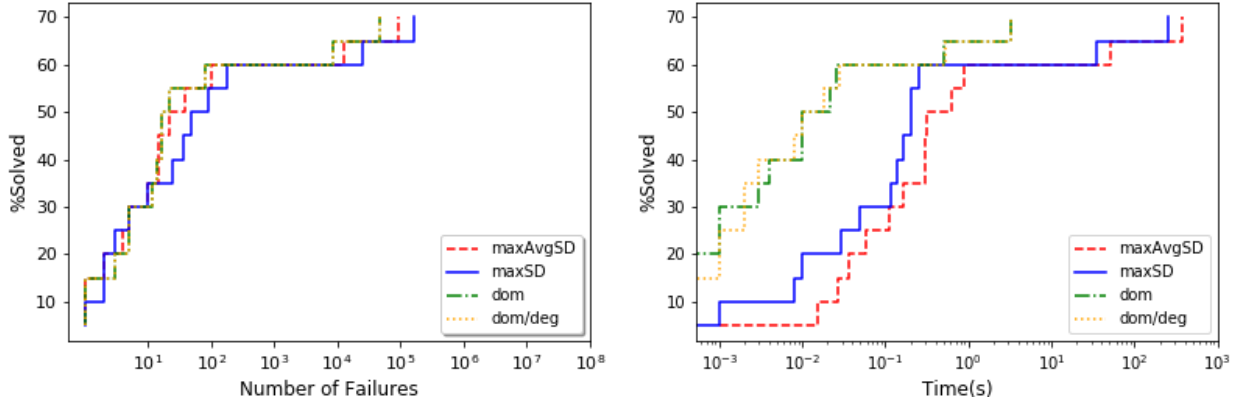 70
60
50
40
30
20
10
%Solved
10^1
10^2
10^3
10^4
10^5
10^6
10^7
10^8
Number of Failures
maxAvgSD
maxSD
dom
dom/deg
70
60
50
40
30
20
10
%Solved
10^-3
10^-2
10^-1
10^0
10^1
10^2
10^3
Time(s)
maxAvgSD
maxSD
dom
dom/deg